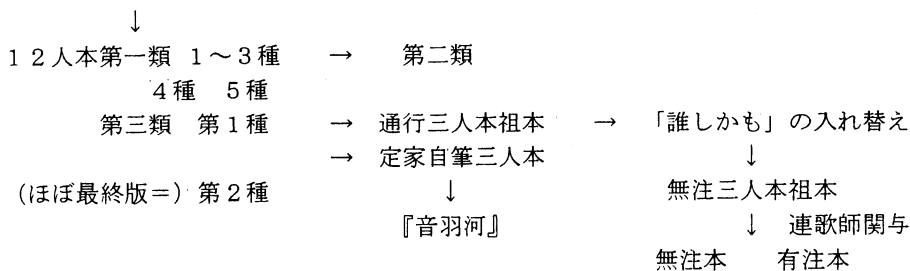 ↓
１２人本第一類 １～３種 → 第二類
４種 ５種
第三類 第１種 → 通行三人本祖本 → 「誰しかも」の入れ替え
→ 定家自筆三人本 ↓
(ほぼ最終版＝) 第２種 ↓ 無注三人本祖本
『音羽河』 ↓ 連歌師関与
無注本 有注本